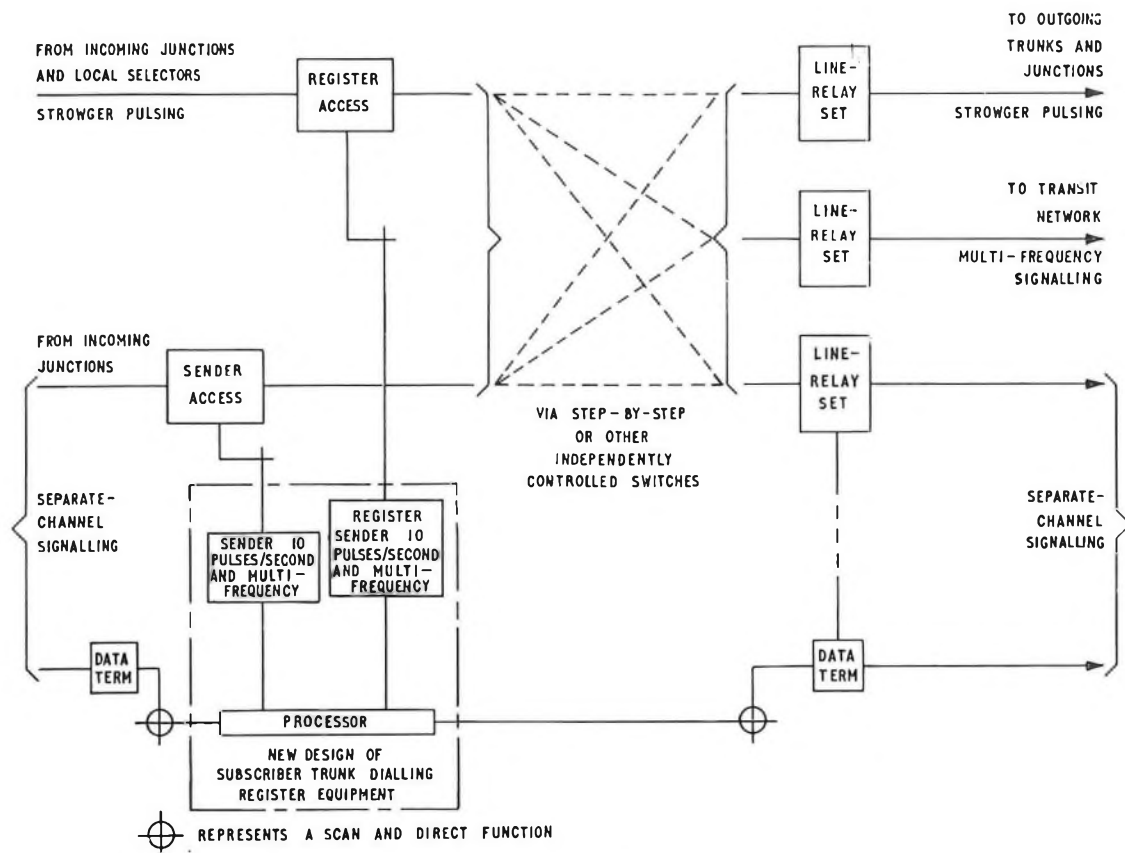 FROM INCOMING JUNCTIONS
AND LOCAL SELECTORS
STROWGER PULSING
REGISTER
ACCESS
LINE-
RELAY
SET
TO OUTGOING
TRUNKS AND
JUNCTIONS
STROWGER PULSING
LINE-
RELAY
SET
TO TRANSIT
NETWORK
MULTI-FREQUENCY
SIGNALLING
FROM INCOMING
JUNCTIONS
SENDER
ACCESS
LINE-
RELAY
SET
VIA STEP-BY-STEP
OR OTHER
INDEPENDENTLY
CONTROLLED SWITCHES
SEPARATE-
CHANNEL
SIGNALLING
SENDER 10
PULSES/SECOND
AND MULTI-
FREQUENCY
REGISTER
SENDER 10
PULSES/SECOND
AND MULTI-
FREQUENCY
SEPARATE-
CHANNEL
SIGNALLING
DATA
TERM
DATA
TERM
PROCESSOR
NEW DESIGN OF
SUBSCRIBER TRUNK DIALLING
REGISTER EQUIPMENT
REPRESENTS A SCAN AND DIRECT FUNCTION